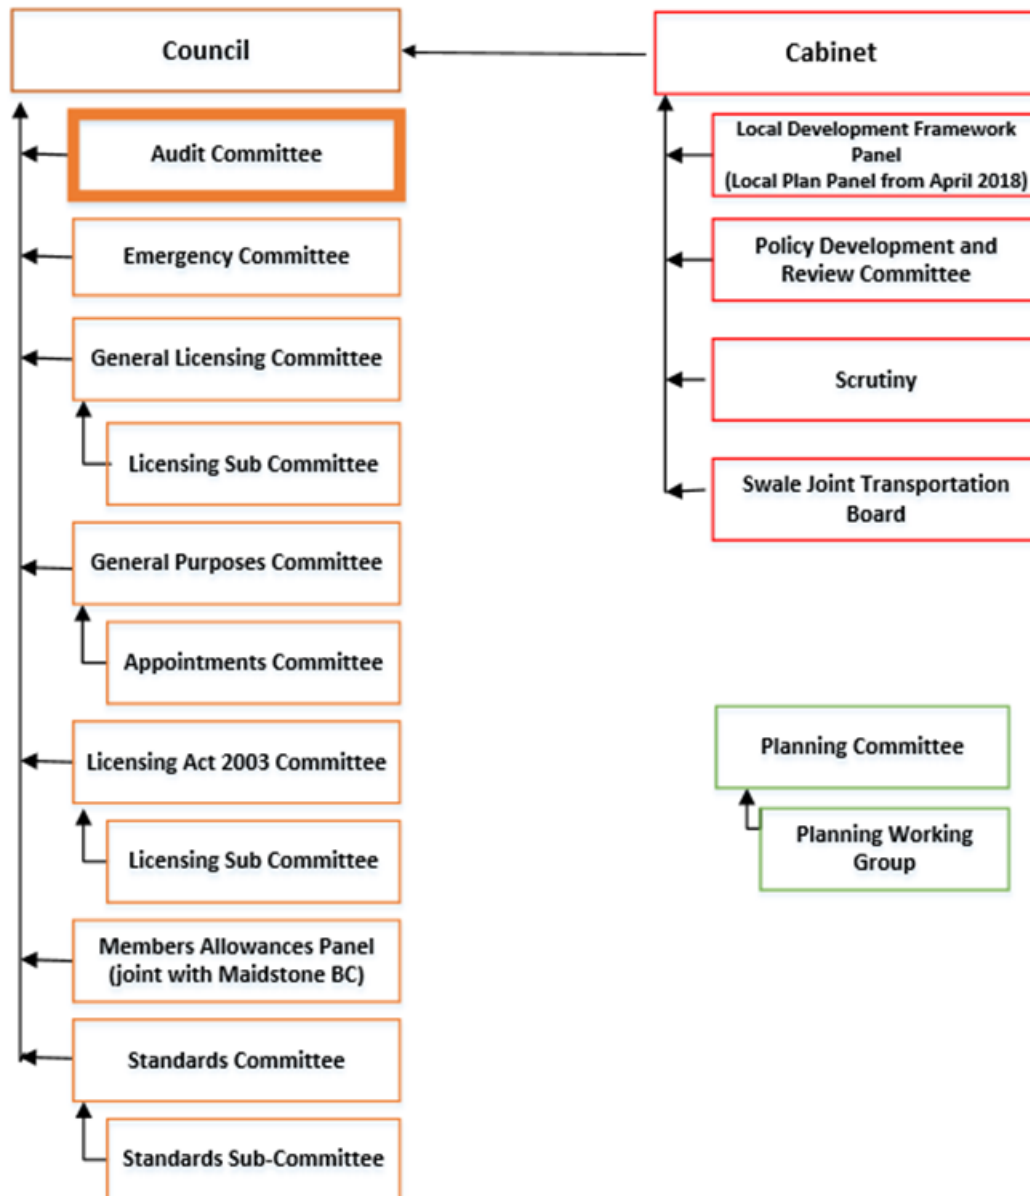 Council
Audit Committee
Emergency Committee
General Licensing Committee
Licensing Sub Committee
General Purposes Committee
Appointments Committee
Licensing Act 2003 Committee
Licensing Sub Committee
Members Allowances Panel
(joint with Maidstone BC)
Standards Committee
Standards Sub-Committee
Cabinet
Local Development Framework
Panel
(Local Plan Panel from April 2018)
Policy Development and
Review Committee
Scrutiny
Swale Joint Transportation
Board
Planning Committee
Planning Working
Group